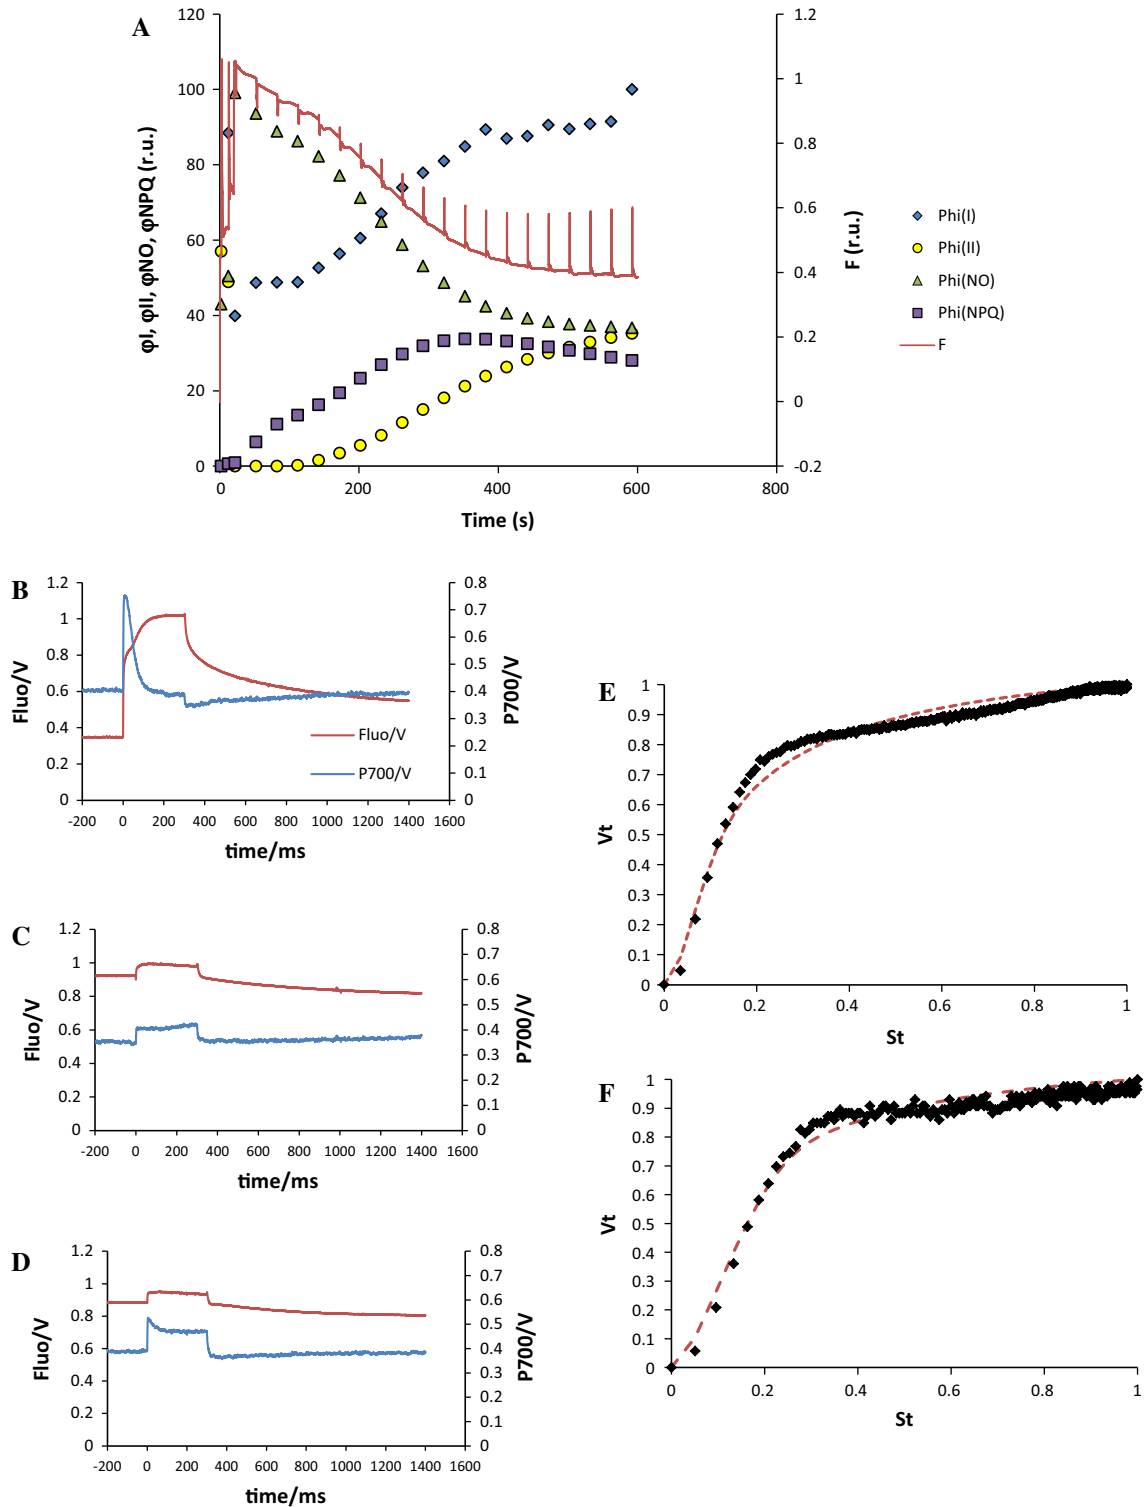 A
120
100
80
60
40
20
0
φI, φII, φNO, φNPQ (r.u.)
0
200
400
600
800
Time (s)
1.2
1
0.8
0.6
0.4
0.2
0
-0.2
F (r.u.)
Phi(I)
Phi(II)
Phi(NO)
Phi(NPQ)
F
B
1.2
1
0.8
0.6
0.4
0.2
0
Fluo/V
-200 0 200 400 600 800 1000 1200 1400 1600
time/ms
0.8
0.7
0.6
0.5
0.4
0.3
0.2
0.1
0
P700/V
Fluo/V
P700/V
C
1.2
1
0.8
0.6
0.4
0.2
0
Fluo/V
-200 0 200 400 600 800 1000 1200 1400 1600
time/ms
0.8
0.7
0.6
0.5
0.4
0.3
0.2
0.1
0
P700/V
D
1.2
1
0.8
0.6
0.4
0.2
0
Fluo/V
-200 0 200 400 600 800 1000 1200 1400 1600
time/ms
0.8
0.7
0.6
0.5
0.4
0.3
0.2
0.1
0
P700/V
E
1
0.9
0.8
0.7
0.6
0.5
0.4
0.3
0.2
0.1
0
Vt
0 0.2 0.4 0.6 0.8 1
St
F
1
0.9
0.8
0.7
0.6
0.5
0.4
0.3
0.2
0.1
0
Vt
0 0.2 0.4 0.6 0.8 1
St